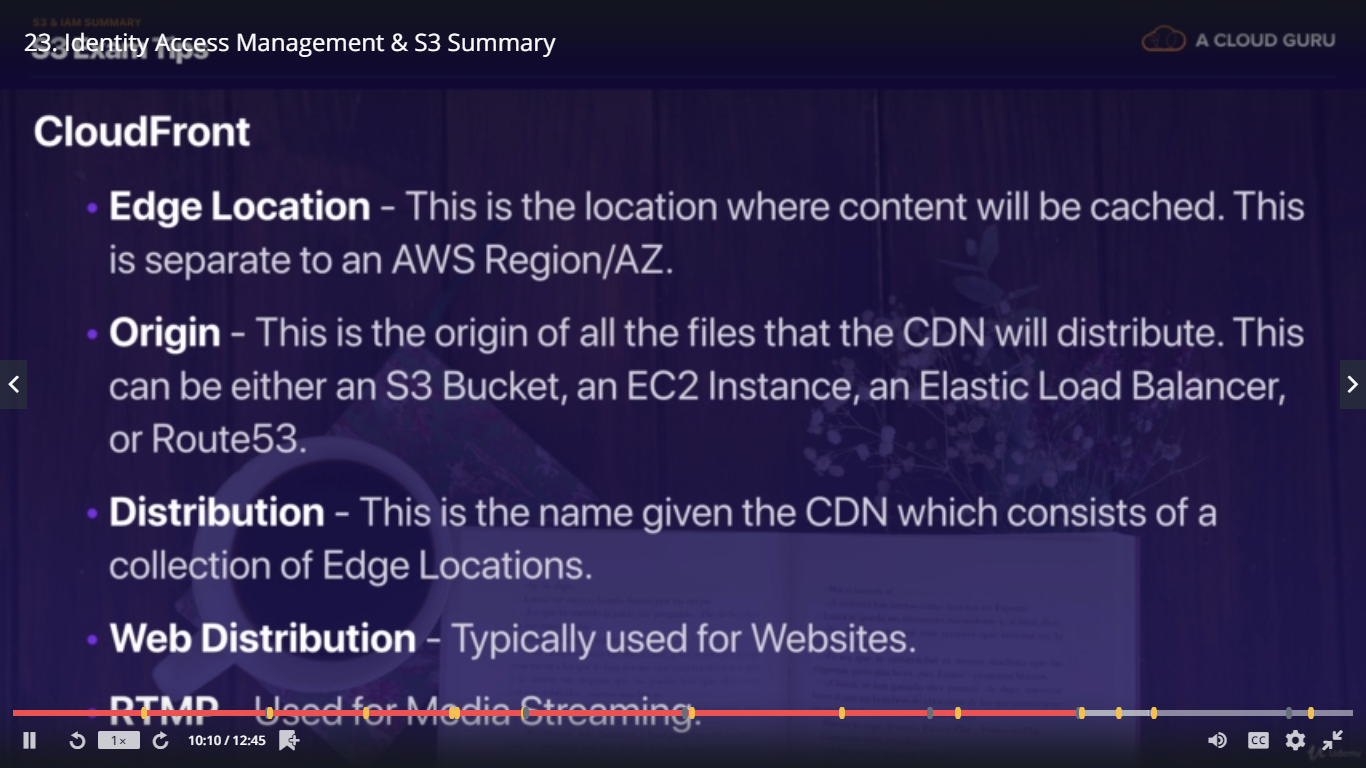 S3 & IAM SUMMARY
23. Identity Access Management & S3 Summary
S3 Exam Tips
A CLOUD GURU
CloudFront
• Edge Location - This is the location where content will be cached. This
is separate to an AWS Region/AZ.
• Origin - This is the origin of all the files that the CDN will distribute. This
can be either an S3 Bucket, an EC2 Instance, an Elastic Load Balancer,
or Route53.
• Distribution - This is the name given the CDN which consists of a
collection of Edge Locations.
• Web Distribution - Typically used for Websites.
• RTMP - Used for Media Streaming.
1×
10:10 / 12:45
CC
Udemy